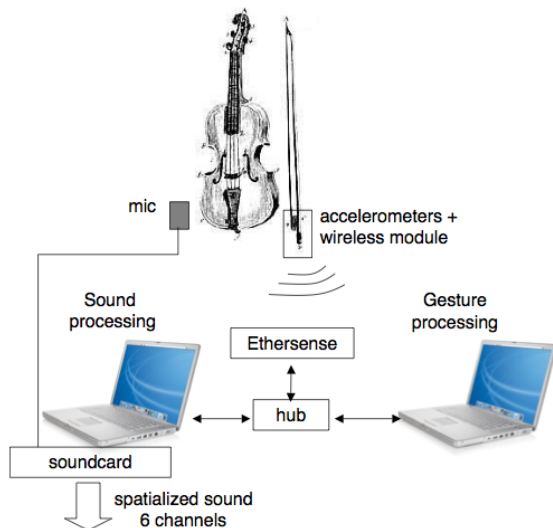 mic
accelerometers +
wireless module
Sound
processing
Gesture
processing
Ethersense
hub
soundcard
spatialized sound
6 channels